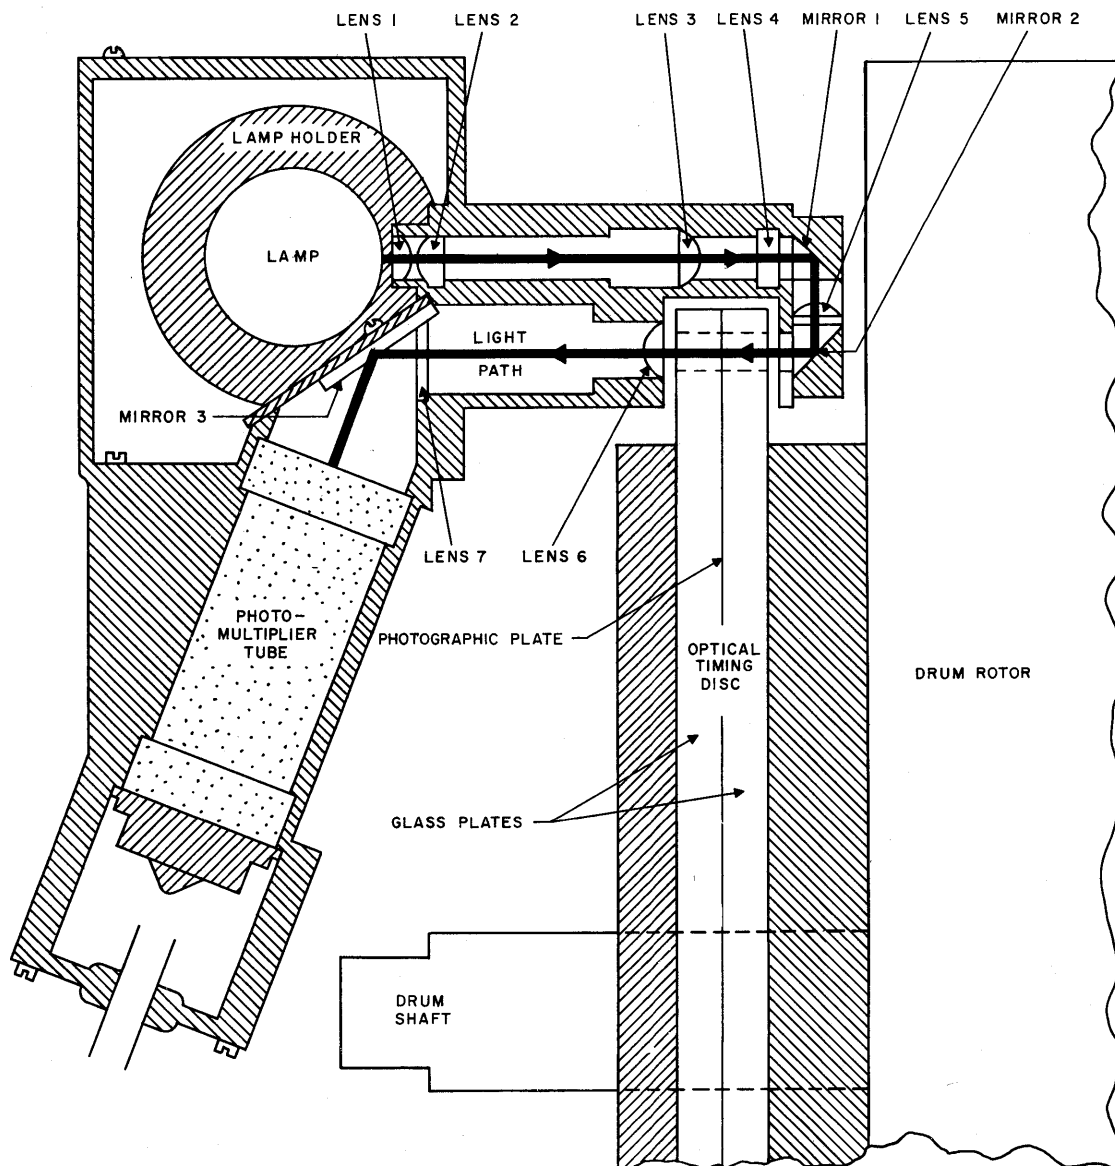 LENS 1
LENS 2
LENS 3
LENS 4
MIRROR 1
LENS 5
MIRROR 2
LAMP HOLDER
LAMP
LIGHT
PATH
MIRROR 3
LENS 7
LENS 6
PHOTO-
MULTIPLIER
TUBE
PHOTOGRAPHIC PLATE
OPTICAL
TIMING
DISC
DRUM ROTOR
GLASS PLATES
DRUM
SHAFT